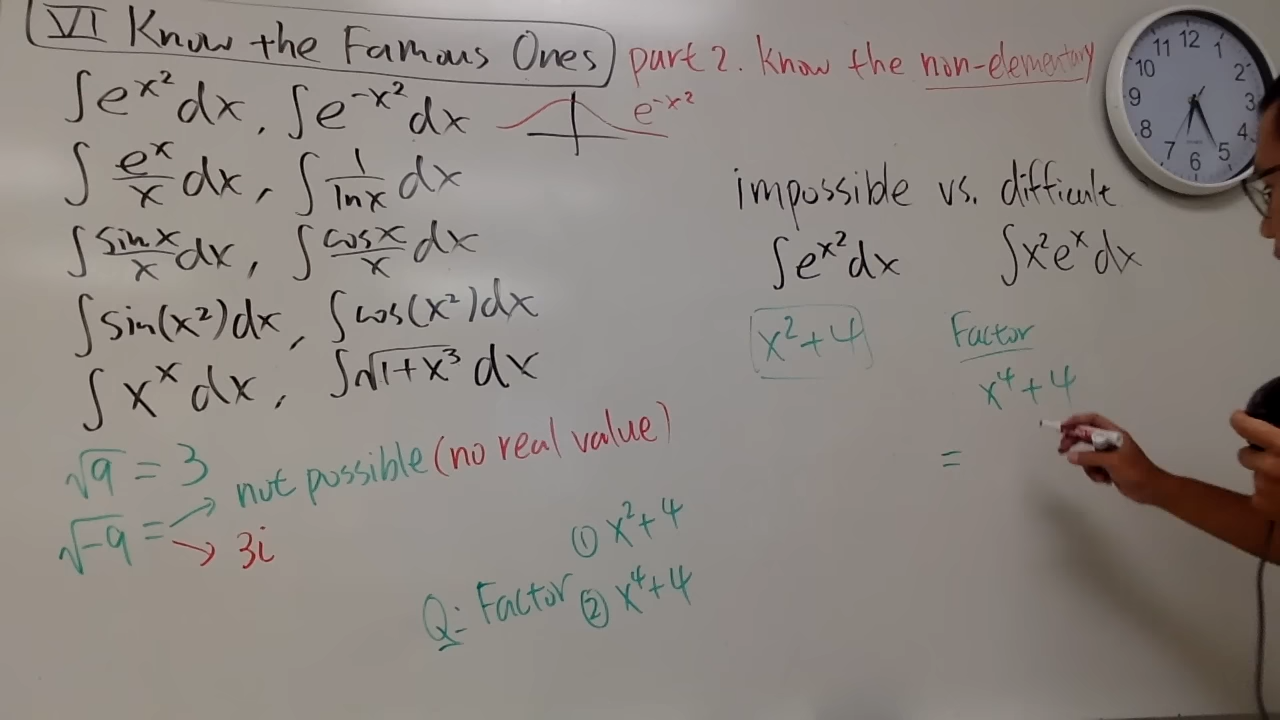 VI Know the Famous Ones
part 2. Know the non-elementary
∫e^{x²}dx, ∫e^{-x²}dx
e^{-x²}
∫ e^x/x dx, ∫ 1/lnx dx
∫ sinx/x dx, ∫ cosx/x dx
∫sin(x²)dx, ∫cos(x²)dx
∫x^x dx, ∫√(1+x³) dx
√9 = 3
√-9 = not possible (no real value)
3i
Q: Factor ① x²+4
② x⁴+4
impossible vs. difficult
∫e^{x²}dx ∫x²e^x dx
x²+4
Factor
x⁴+4
=
12
1
2
3
4
5
6
7
8
9
10
11